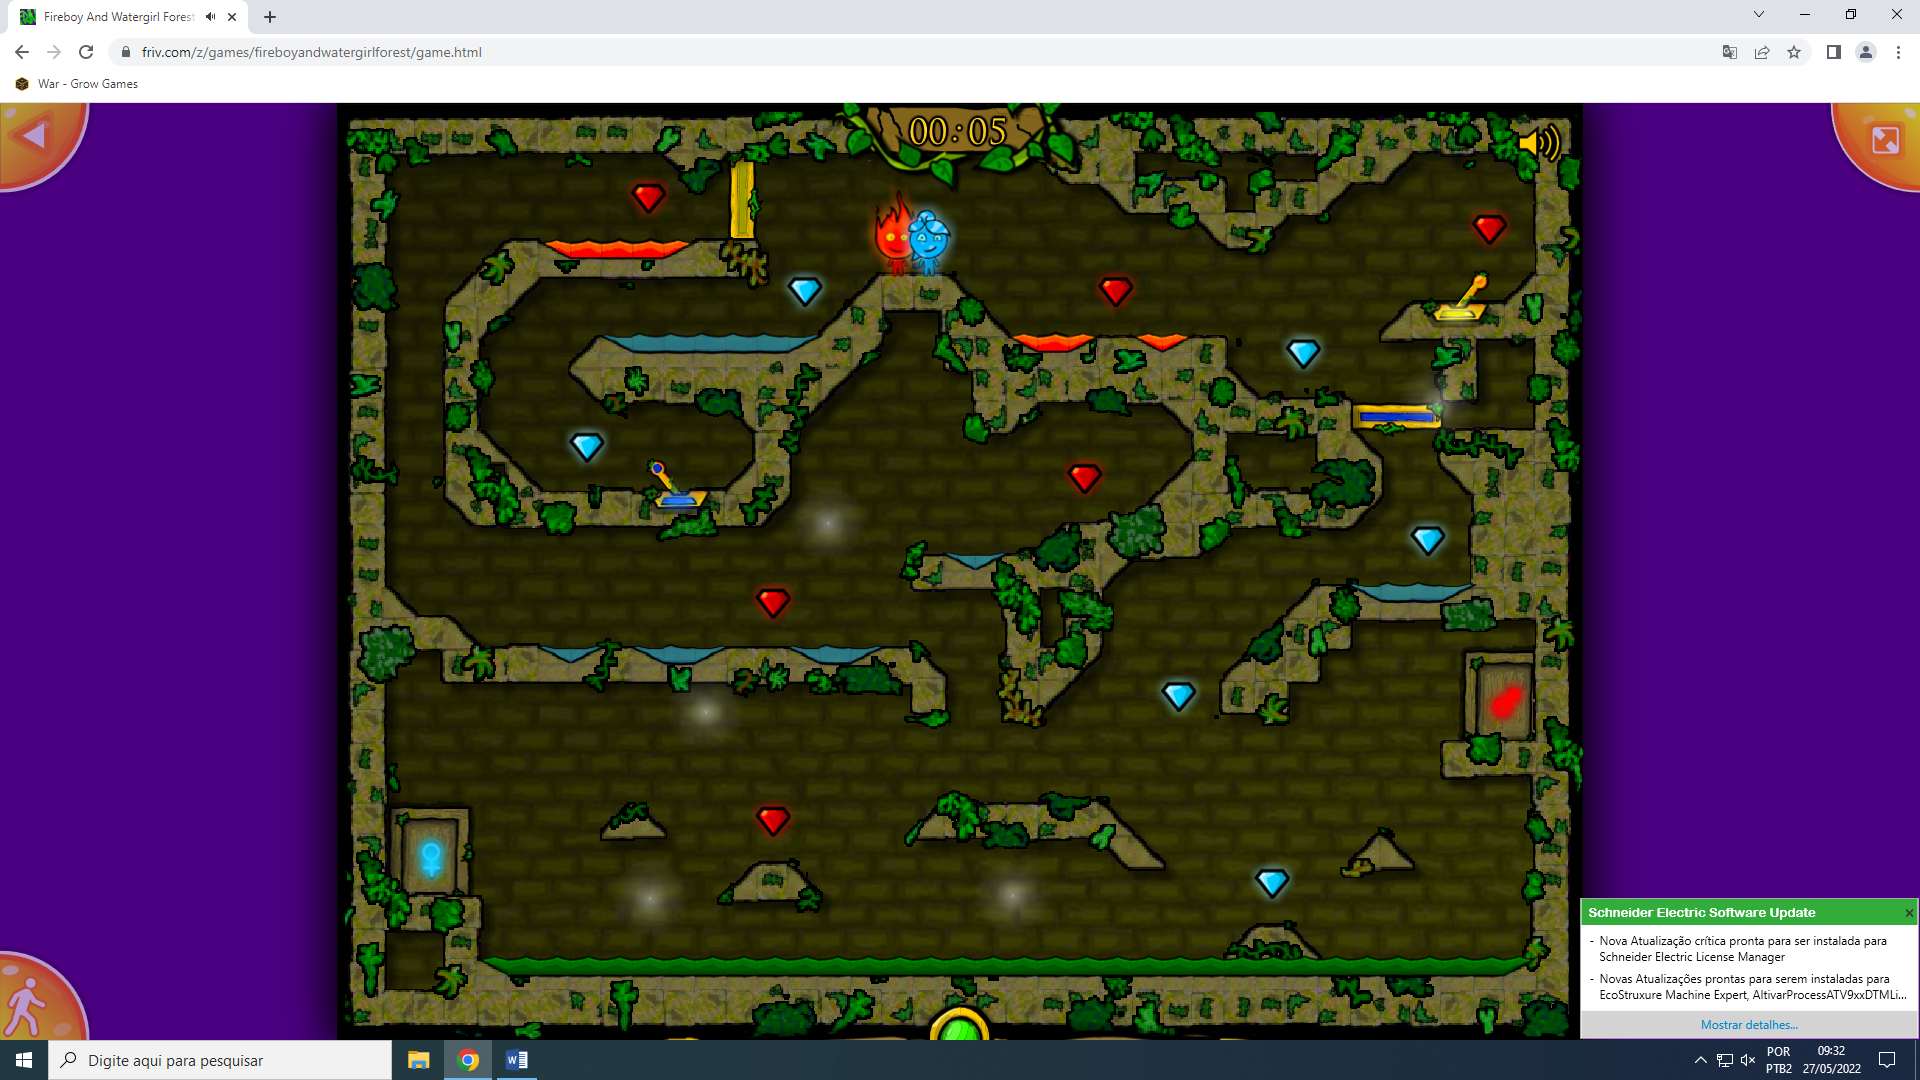 Fireboy And Watergirl Forest
friv.com/z/games/fireboyandwatergirlforest/game.html
War - Grow Games
00:05
Schneider Electric Software Update
- Nova Atualização crítica pronta para ser instalada para
Schneider Electric License Manager
- Novas Atualizações prontas para serem instaladas para
EcoStruxure Machine Expert, AltivarProcessATV9xxDTMLi...
Mostrar detalhes...
Digite aqui para pesquisar
POR
PTB2
09:32
27/05/2022